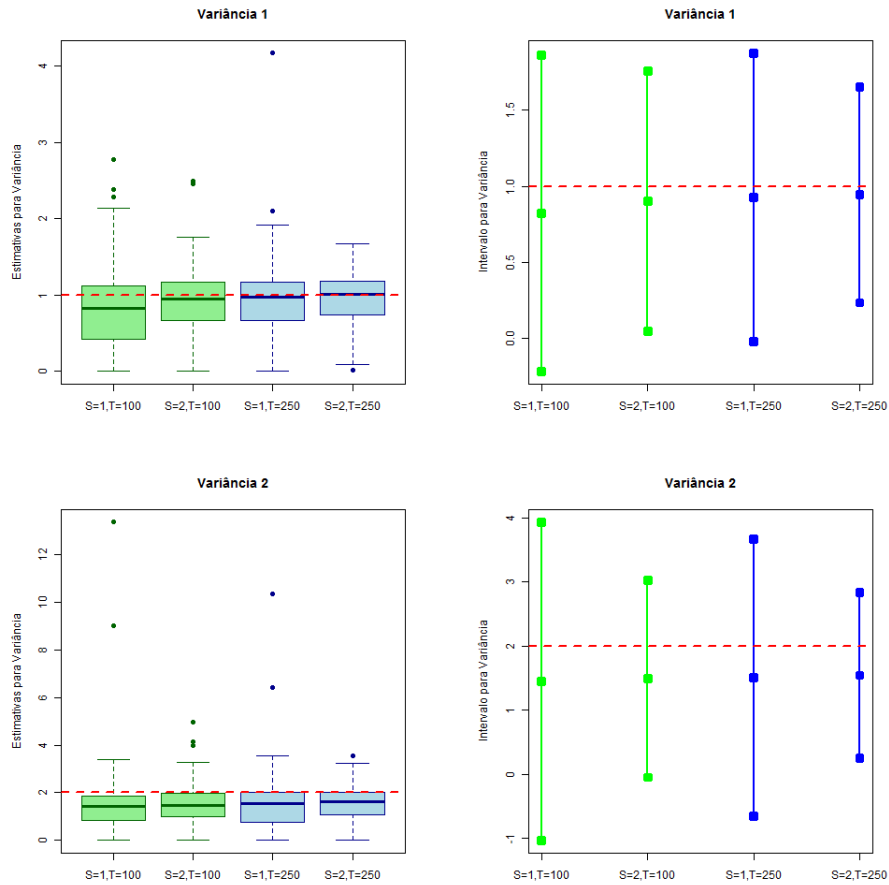 Variância 1
Estimativas para Variância
4
3
2
1
0
S=1,T=100 S=2,T=100 S=1,T=250 S=2,T=250
Variância 1
Intervalo para Variância
1.5
1.0
0.5
0.0
S=1,T=100 S=2,T=100 S=1,T=250 S=2,T=250
Variância 2
Estimativas para Variância
12
10
8
6
4
2
0
S=1,T=100 S=2,T=100 S=1,T=250 S=2,T=250
Variância 2
Intervalo para Variância
4
3
2
1
0
-1
S=1,T=100 S=2,T=100 S=1,T=250 S=2,T=250